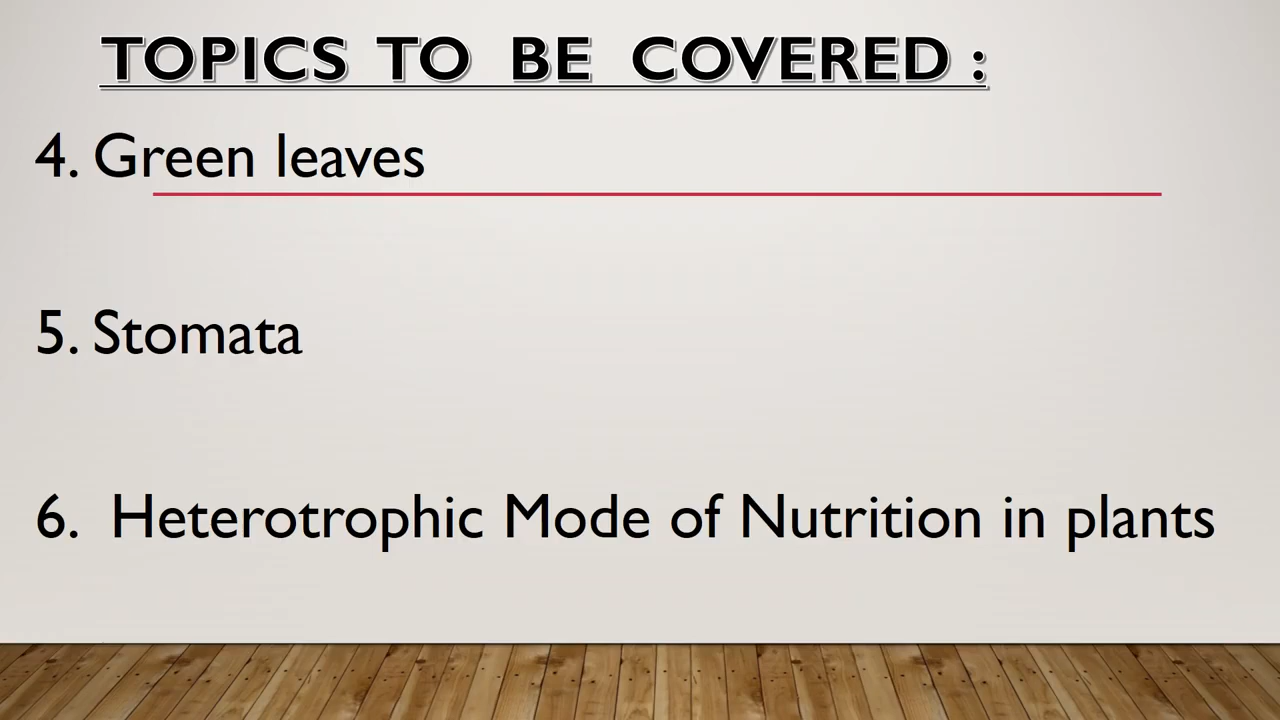 TOPICS TO BE COVERED :
4. Green leaves
5. Stomata
6. Heterotrophic Mode of Nutrition in plants